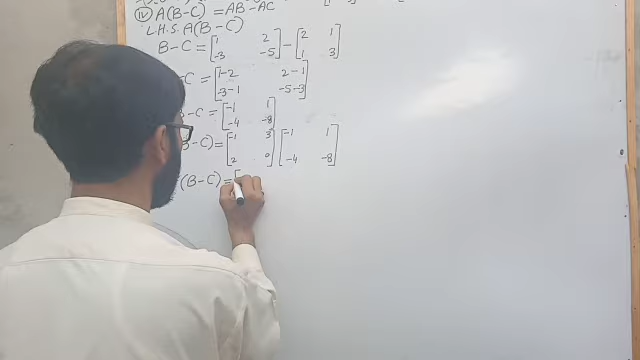 (iv) A(B-C) = AB-AC
L.H.S. A(B-C)
B-C = [1 2 -3 -5] - [2 1 1 3]
-C = [1-2 2-1 -3-1 -5-3]
-C = [-1 1 -4 -8]
B-C) = [-1 3 2 0] [-1 1 -4 -8]
(B-C) = [